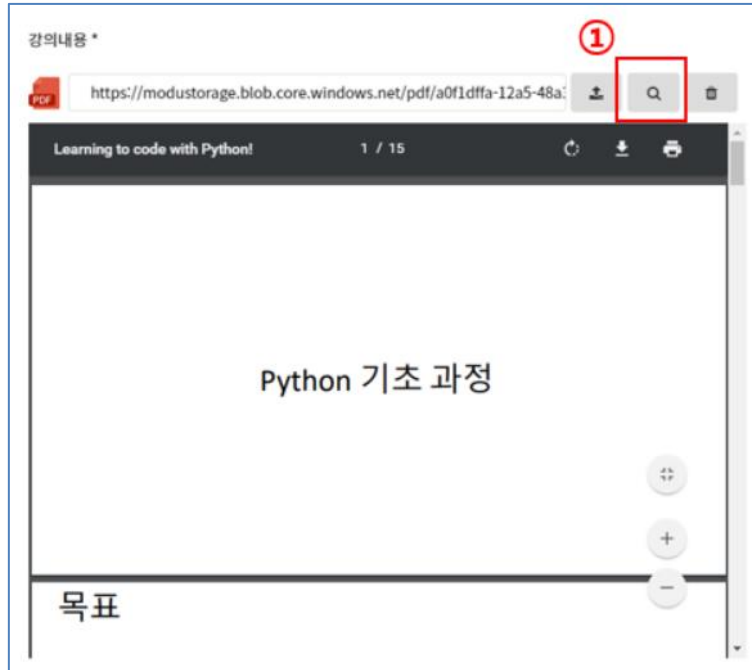 강의내용 *
①
PDF
https://modustorage.blob.core.windows.net/pdf/a0f1dffa-12a5-48a
Learning to code with Python!
1 / 15
Python 기초 과정
목표